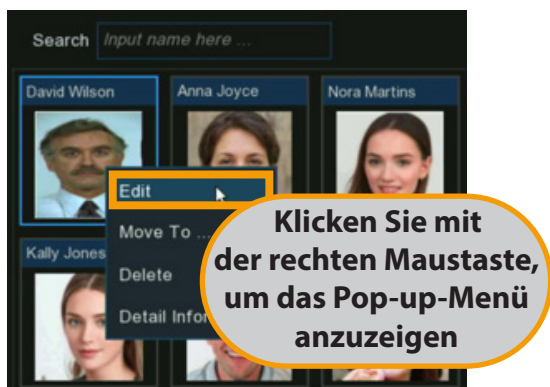 Search Input name here ...
David Wilson Anna Joyce Nora Martins
Edit
Move To ...
Kally Jones
Delete
Detail Infor
Klicken Sie mit
der rechten Maustaste,
um das Pop-up-Menü
anzuzeigen